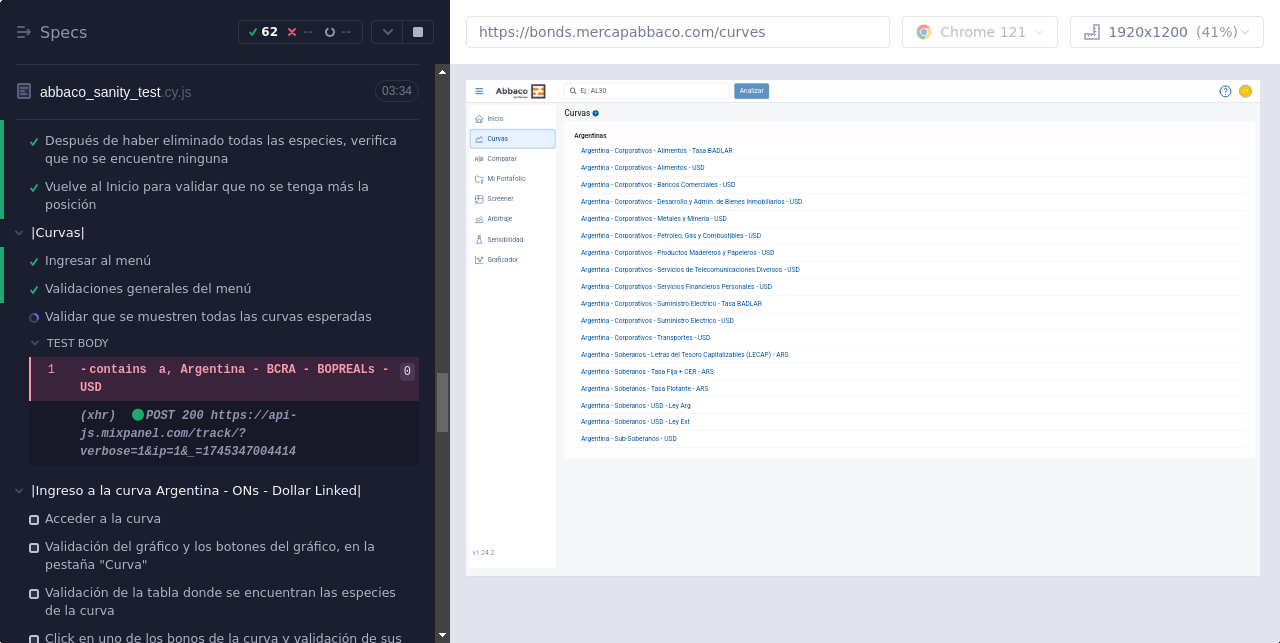 Specs
62
--
--
abbaco_sanity_test.cy.js
03:34
Después de haber eliminado todas las especies, verifica
que no se encuentre ninguna
Vuelve al Inicio para validar que no se tenga más la
posición
|Curvas|
Ingresar al menú
Validaciones generales del menú
Validar que se muestren todas las curvas esperadas
TEST BODY
1 -contains a, Argentina - BCRA - BOPREALs -
USD
0
(xhr) POST 200 https://api-
js.mixpanel.com/track/?
verbose=1&ip=1&_=1745347004414
|Ingreso a la curva Argentina - ONs - Dollar Linked|
Acceder a la curva
Validación del gráfico y los botones del gráfico, en la
pestaña "Curva"
Validación de la tabla donde se encuentran las especies
de la curva
Click en uno de los bonos de la curva y validación de sus
https://bonds.mercapabbaco.com/curves
Chrome 121
1920x1200 (41%)
Abbaco
Ej.: AL30
Analizar
Inicio
Curvas
Comparar
Mi Portafolio
Screener
Arbitraje
Sensibilidad
Graficador
v1.24.2
Curvas
Argentinas
Argentina - Corporativos - Alimentos - Tasa BADLAR
Argentina - Corporativos - Alimentos - USD
Argentina - Corporativos - Bancos Comerciales - USD
Argentina - Corporativos - Desarrollo y Admin. de Bienes Inmobiliarios - USD
Argentina - Corporativos - Metales y Mineria - USD
Argentina - Corporativos - Petroleo, Gas y Combustibles - USD
Argentina - Corporativos - Productos Madereros y Papeleros - USD
Argentina - Corporativos - Servicios de Telecomunicaciones Diversos - USD
Argentina - Corporativos - Servicios Financieros Personales - USD
Argentina - Corporativos - Suministro Electrico - Tasa BADLAR
Argentina - Corporativos - Suministro Electrico - USD
Argentina - Corporativos - Transportes - USD
Argentina - Soberanos - Letras del Tesoro Capitalizables (LECAP) - ARS
Argentina - Soberanos - Tasa Fija + CER - ARS
Argentina - Soberanos - Tasa Flotante - ARS
Argentina - Soberanos - USD - Ley Arg
Argentina - Soberanos - USD - Ley Ext
Argentina - Sub-Soberanos - USD